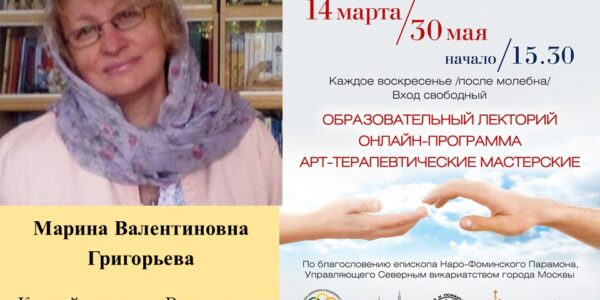 14 марта/30 мая
начало/15.30
Каждое воскресенье /после молебна/
Вход свободный
ОБРАЗОВАТЕЛЬНЫЙ ЛЕКТОРИЙ
ОНЛАЙН-ПРОГРАММА
АРТ-ТЕРАПЕВТИЧЕСКИЕ МАСТЕРСКИЕ
По благословению епископа Наро-Фоминского Парамона,
Управляющего Северным викариатством города Москвы
Марина Валентиновна
Григорьева